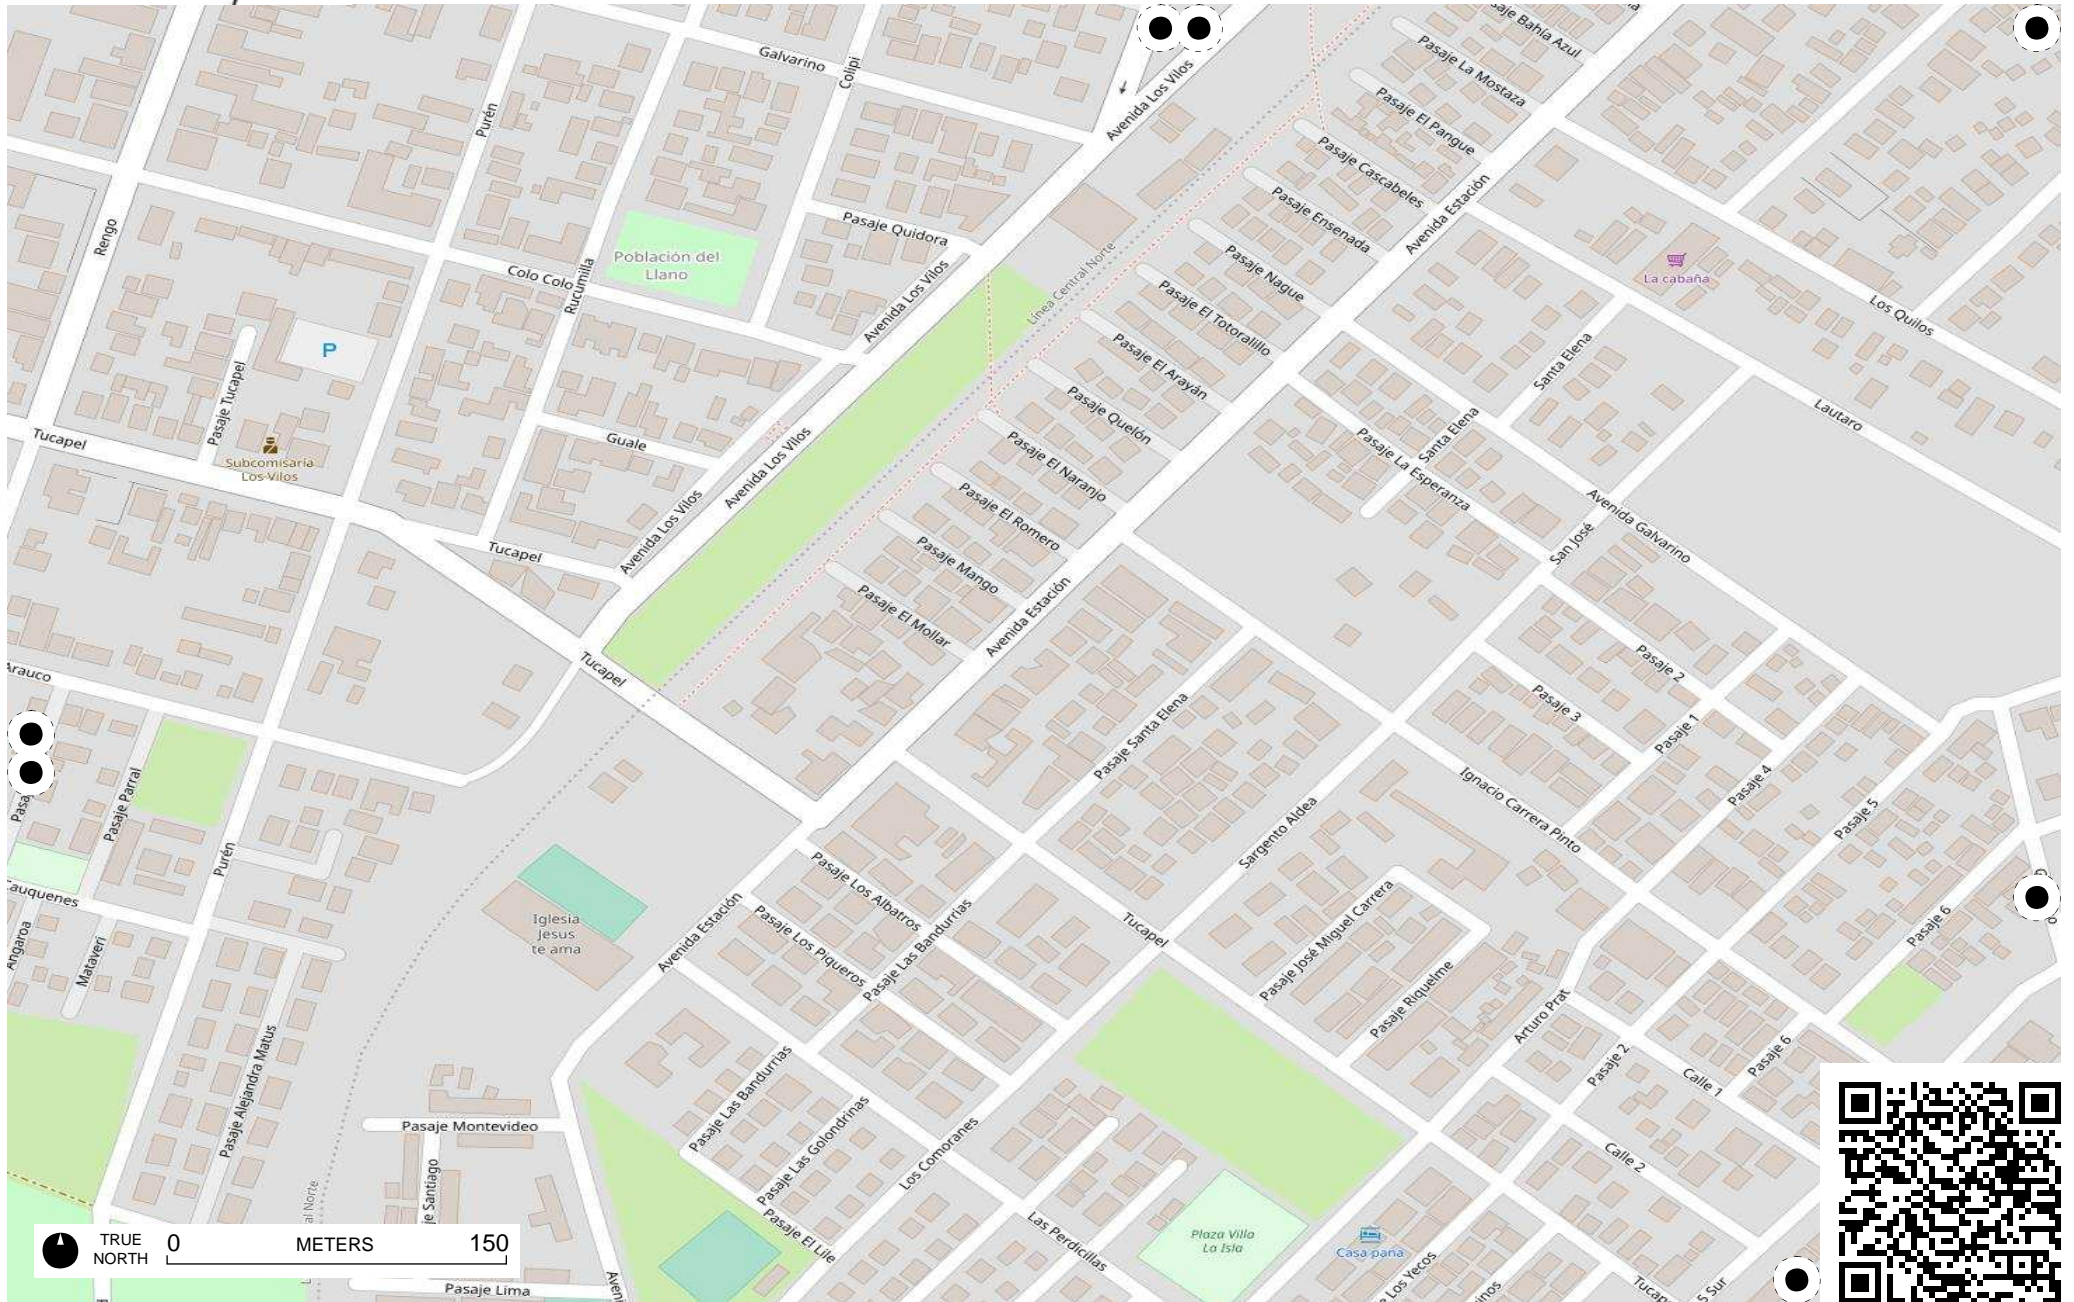 Pasaje Bahía Azul
Pasaje La Mostaza
Galvarino
Colipi
Avenida Los Vilos
Purén
Pasaje El Pangue
Pasaje Cascabeles
Avenida Estación
Pasaje Ensenada
Rengo
Pasaje Quidora
Población del
Llano
Línea Central Norte
Pasaje Nague
La cabaña
Colo Colo
Rucumilla
Avenida Los Vilos
Pasaje El Totoralillo
Los Quilos
P
Pasaje El Arayán
Santa Elena
Pasaje Tucapel
Pasaje Quelón
Lautaro
Tucapel
Guale
Santa Elena
Subcomisaría
Los Vilos
Avenida Los Vilos
Pasaje El Naranjo
Pasaje La Esperanza
Avenida Los Vilos
Pasaje El Romero
Avenida Galvarino
San José
Tucapel
Pasaje Mango
Pasaje El Mollar
Avenida Estación
Arauco
Tucapel
Pasaje 2
Pasaje 3
Pasaje 1
Pasaje Santa Elena
Pasaje Parral
Ignacio Carrera Pinto
Pasaje 4
Pasaje 5
Sargento Aldea
Purén
Pasaje Los Albatros
Pasaje José Miguel Carrera
Pasaje 6
Iglesia
Jesus
te ama
Avenida Estación
Pasaje Los Piqueros
Pasaje Las Bandurrias
Tucapel
Angaroa
Mataveri
Pasaje Riquelme
Arturo Prat
Pasaje Alejandra Matus
Pasaje Las Bandurrias
Pasaje 2
Pasaje 6
Calle 1
Pasaje Montevideo
Pasaje Las Golondrinas
Los Comoranes
Calle 2
Pasaje El Lile
Las Perdicillas
Plaza Villa
La Isla
Casa pana
TRUE
NORTH
0 METERS 150
Pasaje Lima